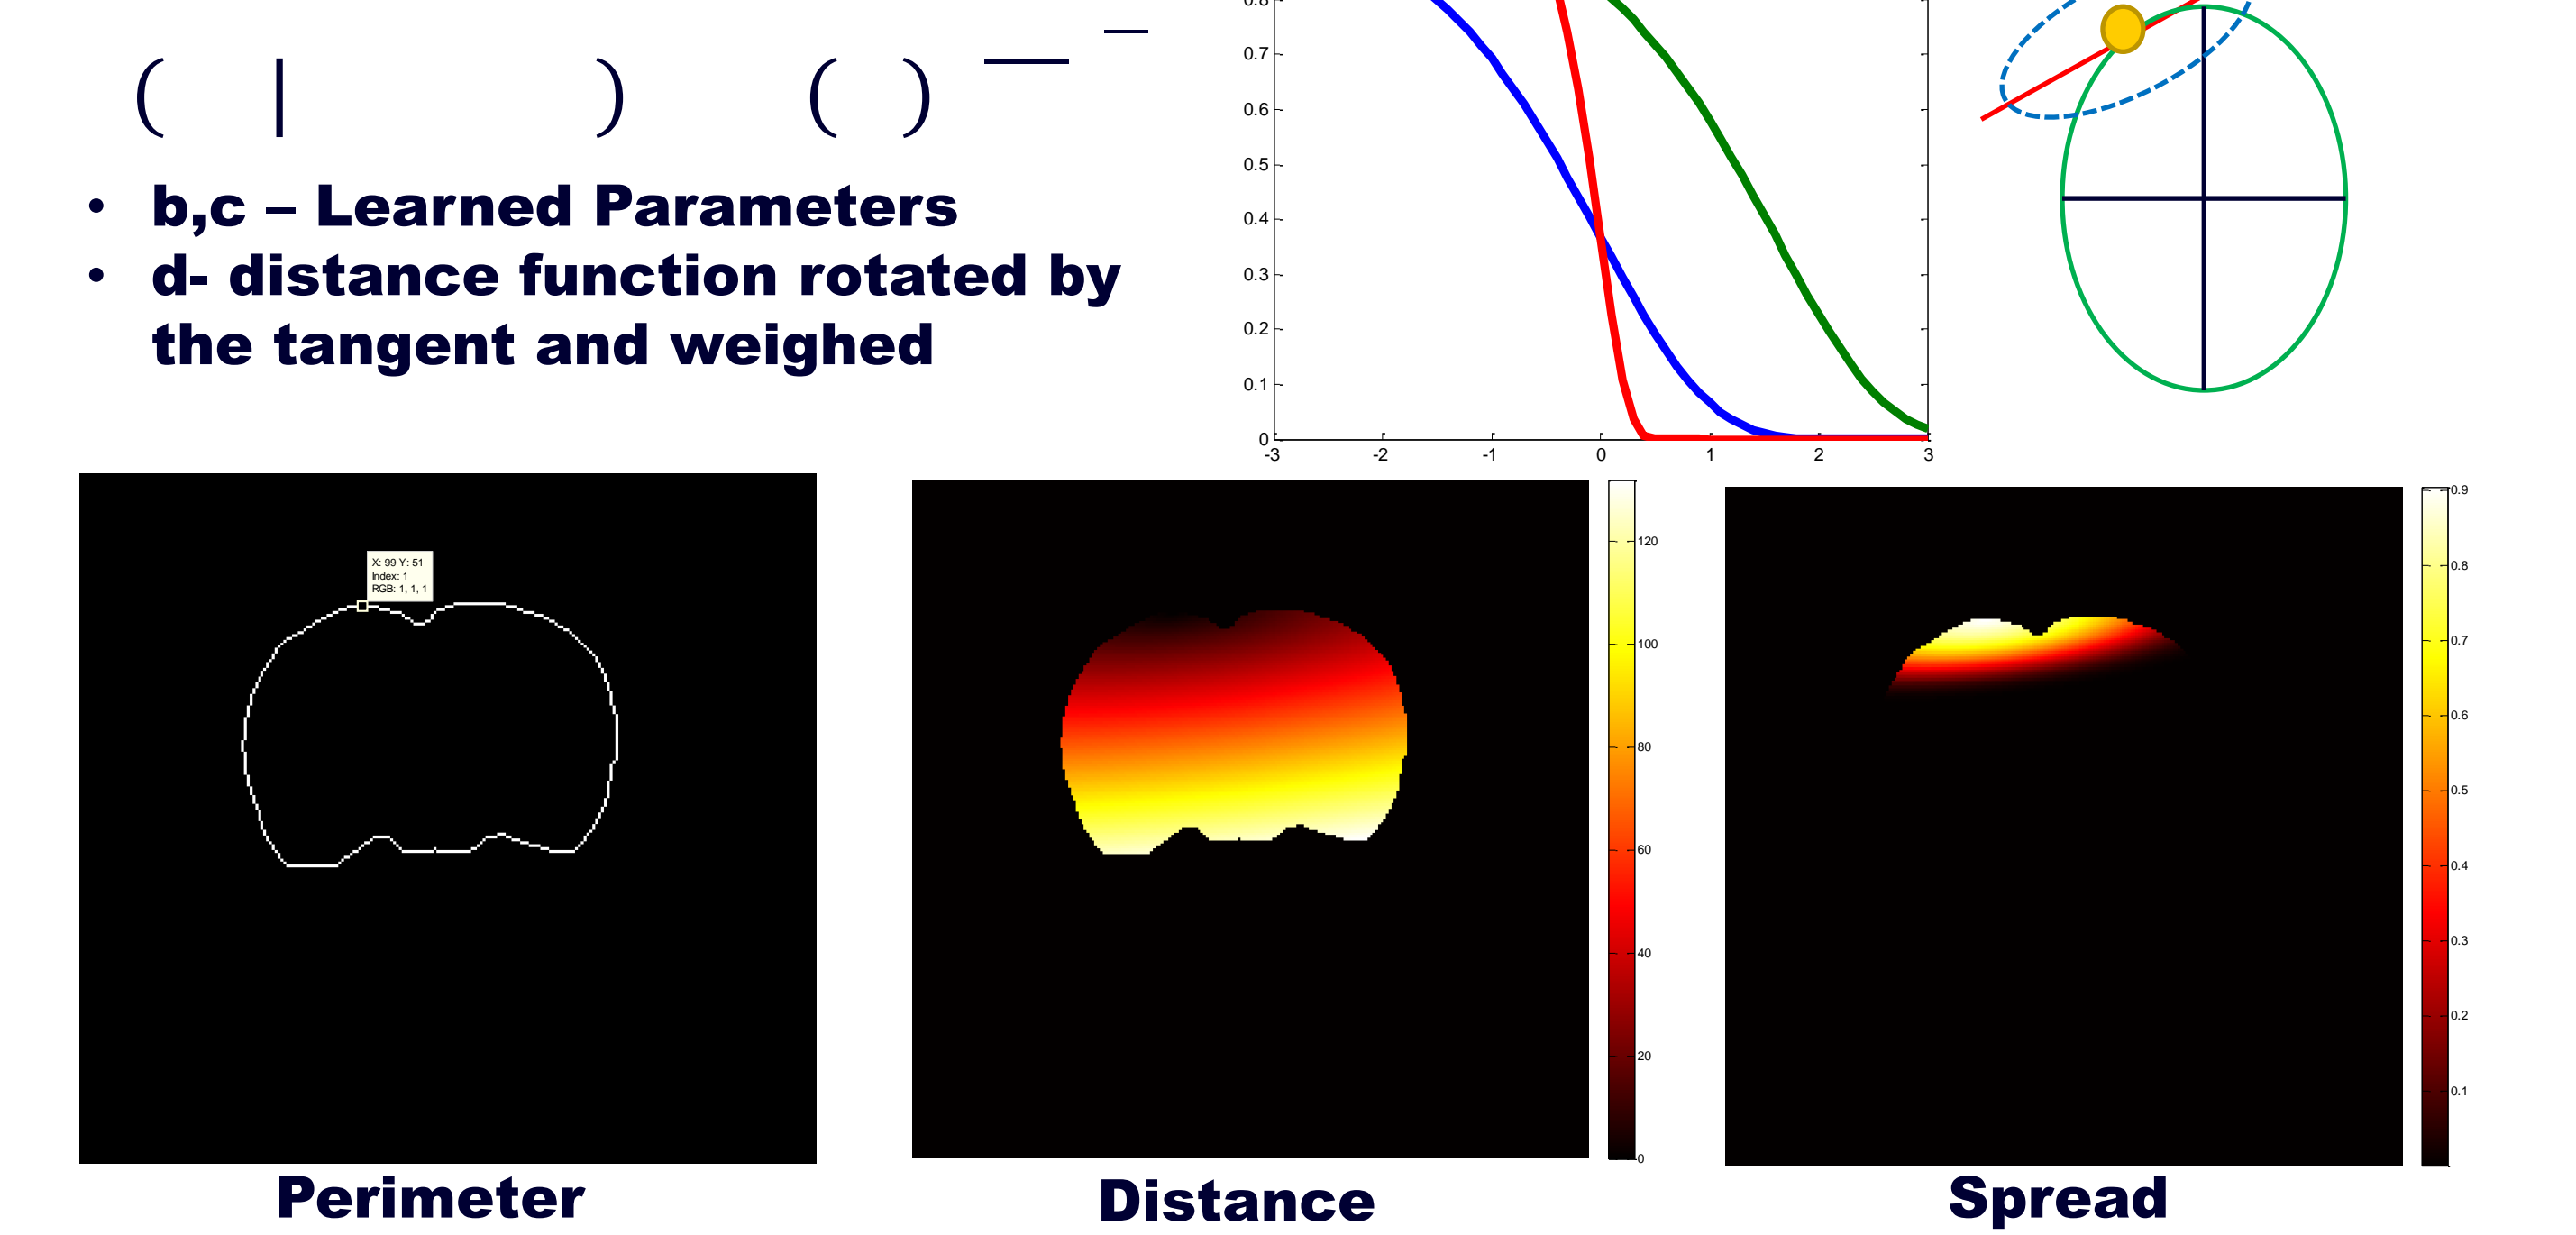 ( | ) ( )
• b,c – Learned Parameters
• d- distance function rotated by
the tangent and weighed
0.8
0.7
0.6
0.5
0.4
0.3
0.2
0.1
0
-3 -2 -1 0 1 2 3
X: 99 Y: 51
Index: 1
RGB: 1, 1, 1
120
100
80
60
40
20
0
0.9
0.8
0.7
0.6
0.5
0.4
0.3
0.2
0.1
Perimeter
Distance
Spread